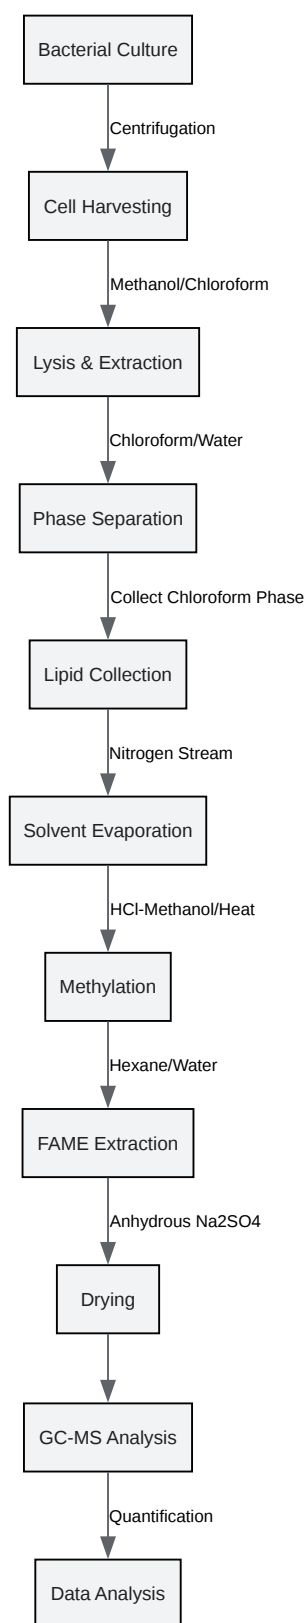 Bacterial Culture
Centrifugation
Cell Harvesting
Methanol/Chloroform
Lysis & Extraction
Chloroform/Water
Phase Separation
Collect Chloroform Phase
Lipid Collection
Nitrogen Stream
Solvent Evaporation
HCl-Methanol/Heat
Methylation
Hexane/Water
FAME Extraction
Anhydrous Na2SO4
Drying
GC-MS Analysis
Quantification
Data Analysis